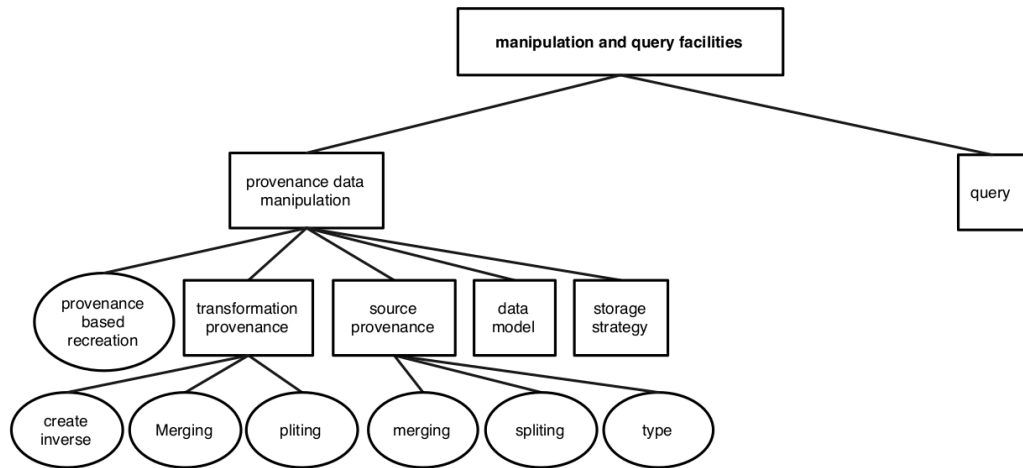 manipulation and query facilities
provenance data
manipulation
query
provenance
based
recreation
transformation
provenance
source
provenance
data
model
storage
strategy
create
inverse
Merging
pliting
merging
spliting
type